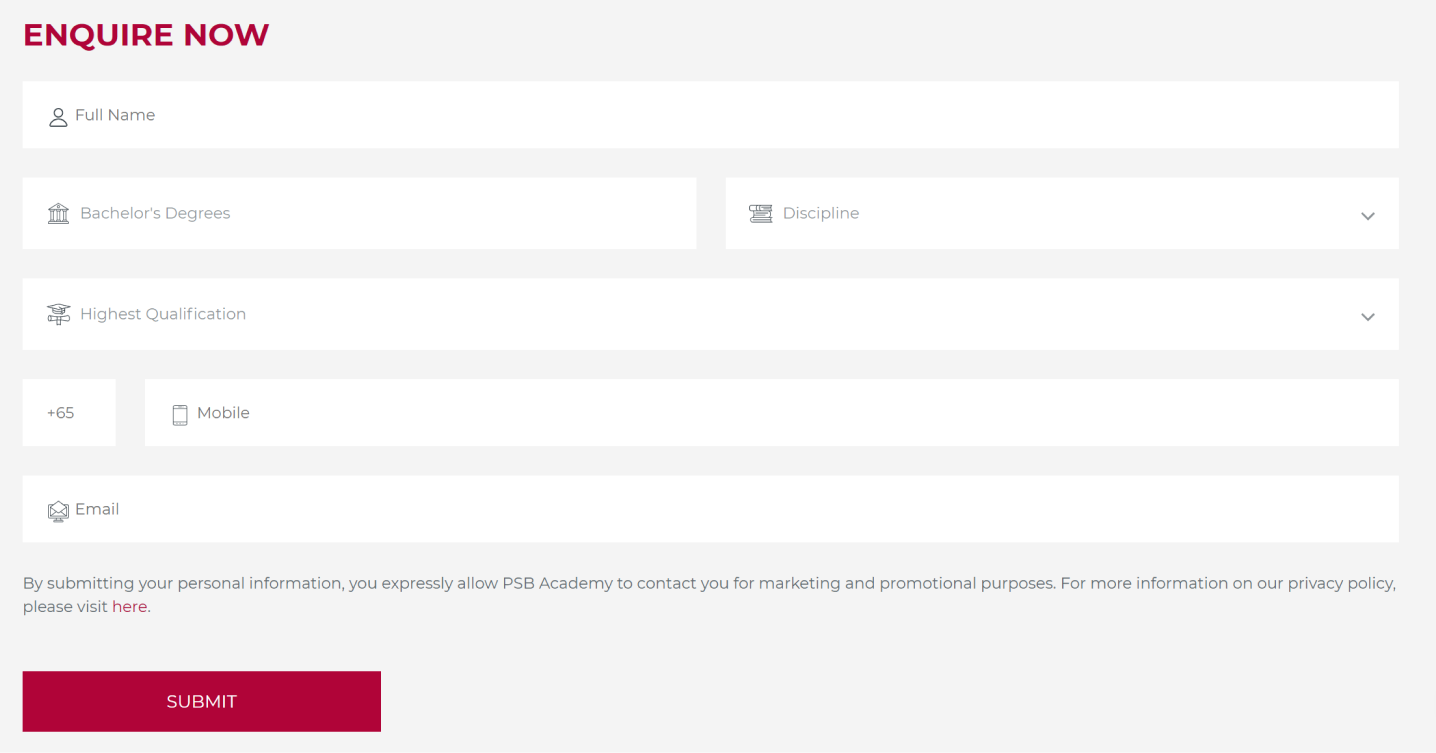 ENQUIRE NOW
Full Name
Bachelor's Degrees
Discipline
Highest Qualification
+65
Mobile
Email
By submitting your personal information, you expressly allow PSB Academy to contact you for marketing and promotional purposes. For more information on our privacy policy,
please visit here.
SUBMIT